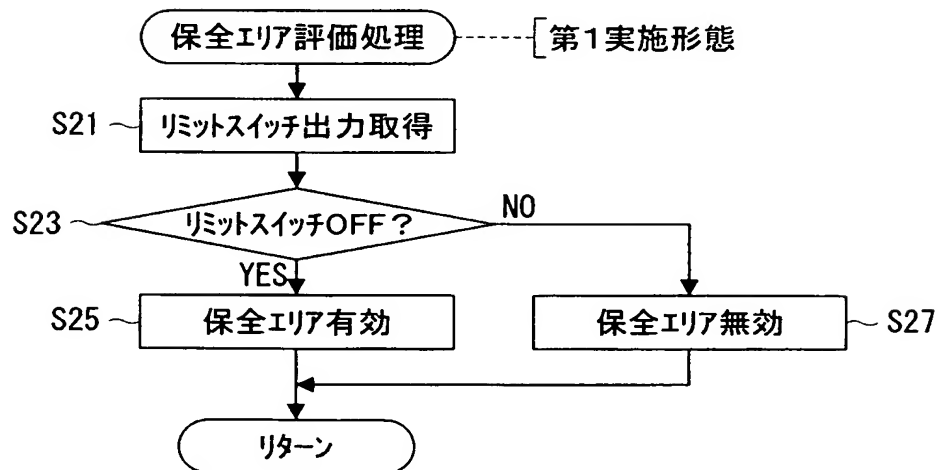 保全エリア評価処理
第1実施形態
S21
リミットスイッチ出力取得
S23
リミットスイッチOFF?
NO
YES
S25
保全エリア有効
保全エリア無効
S27
リターン